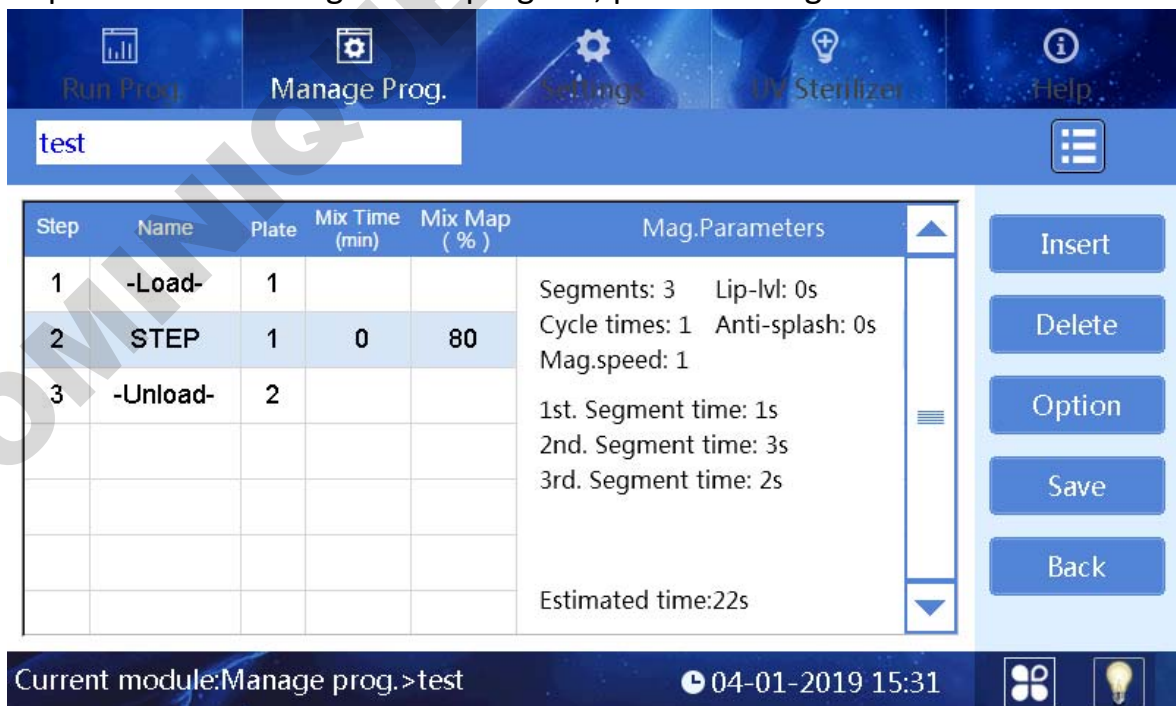 Run Prog.
Manage Prog.
Settings
UV Sterilizer
Help
test
Step Name Plate Mix Time (min) Mix Map ( % ) Mag.Parameters
1 -Load- 1
2 STEP 1 0 80
3 -Unload- 2
Segments: 3 Lip-lvl: 0s
Cycle times: 1 Anti-splash: 0s
Mag.speed: 1
1st. Segment time: 1s
2nd. Segment time: 3s
3rd. Segment time: 2s
Estimated time:22s
Insert
Delete
Option
Save
Back
Current module:Manage prog.>test
04-01-2019 15:31